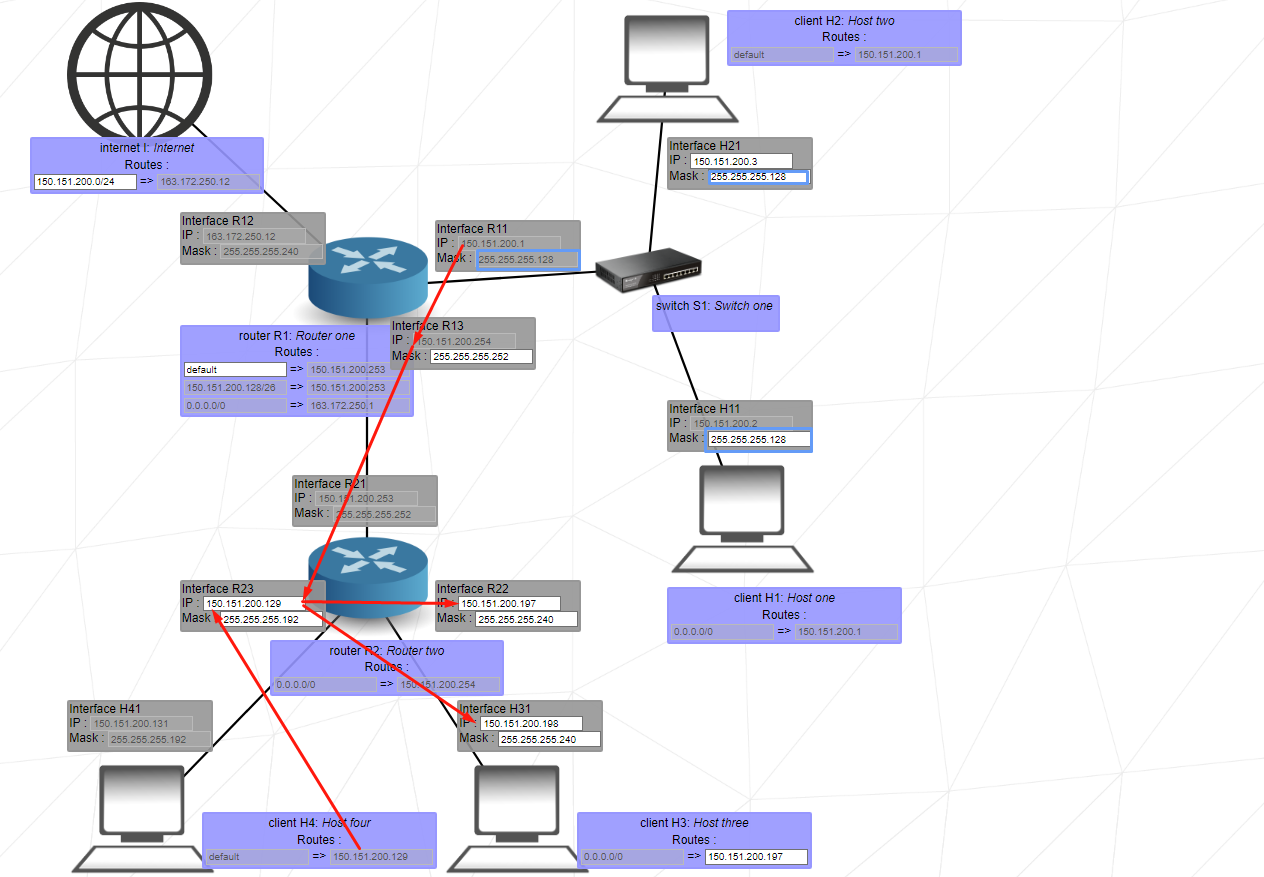 client H2: Host two
Routes :
default => 150.151.200.1
internet I: Internet
Routes :
150.151.200.0/24 => 163.172.250.12
Interface H21
IP : 150.151.200.3
Mask : 255.255.255.128
Interface R12
IP : 163.172.250.12
Mask : 255.255.255.240
Interface R11
IP : 150.151.200.1
Mask : 255.255.255.128
switch S1: Switch one
router R1: Router one
Routes :
default => 150.151.200.253
150.151.200.128/26 => 150.151.200.253
0.0.0.0/0 => 163.172.250.1
Interface R13
IP : 150.151.200.254
Mask : 255.255.255.252
Interface H11
IP : 150.151.200.2
Mask : 255.255.255.128
Interface R21
IP : 150.151.200.253
Mask : 255.255.255.252
Interface R23
IP : 150.151.200.129
Mask : 255.255.255.192
Interface R22
IP : 150.151.200.197
Mask : 255.255.255.240
client H1: Host one
Routes :
0.0.0.0/0 => 150.151.200.1
router R2: Router two
Routes :
0.0.0.0/0 => 150.151.200.254
Interface H41
IP : 150.151.200.131
Mask : 255.255.255.192
Interface H31
IP : 150.151.200.198
Mask : 255.255.255.240
client H4: Host four
Routes :
default => 150.151.200.129
client H3: Host three
Routes :
0.0.0.0/0 => 150.151.200.197